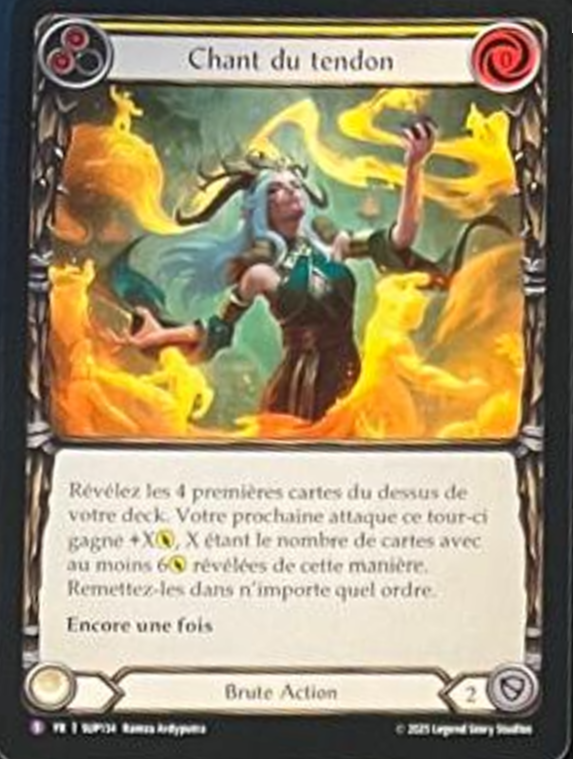 Chant du tendon
0
Révélez les 4 premières cartes du dessus de
votre deck. Votre prochaine attaque ce tour-ci
gagne +X, X étant le nombre de cartes avec
au moins 6 révélées de cette manière.
Remettez-les dans n'importe quel ordre.
Encore une fois
Brute Action
2
FR SUP134 Ramza Ardyputra
© 2025 Legend Story Studios